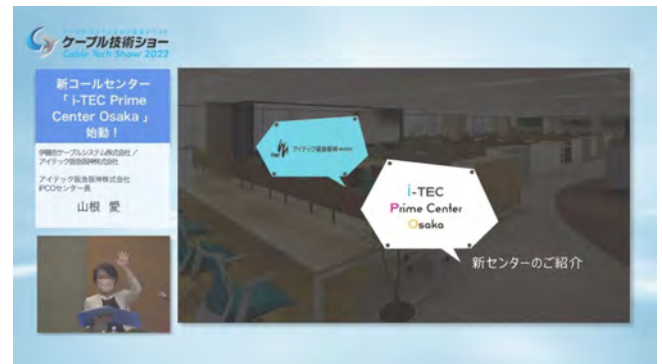 ケーブル技術ショー
Cable Tech Show 2022
新コールセンター
「 i-TEC Prime
Center Osaka 」
始動！
伊藤忠ケーブルシステム株式会社／
アイテック阪急阪神株式会社
アイテック阪急阪神株式会社
iPCOセンター長
山根 愛
アイテック阪急阪神 株式会社
i-TEC
Prime Center
Osaka
新センターのご紹介